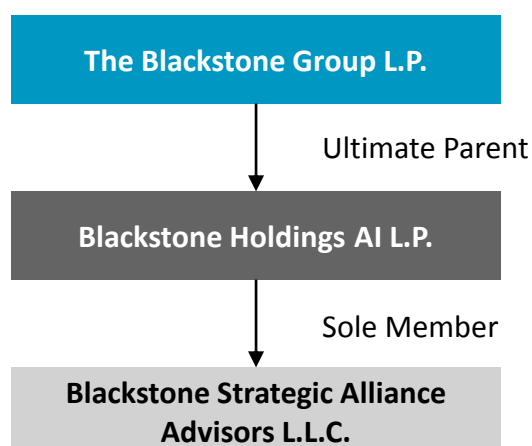 The Blackstone Group L.P.
Ultimate Parent
Blackstone Holdings AI L.P.
Sole Member
Blackstone Strategic Alliance
Advisors L.L.C.